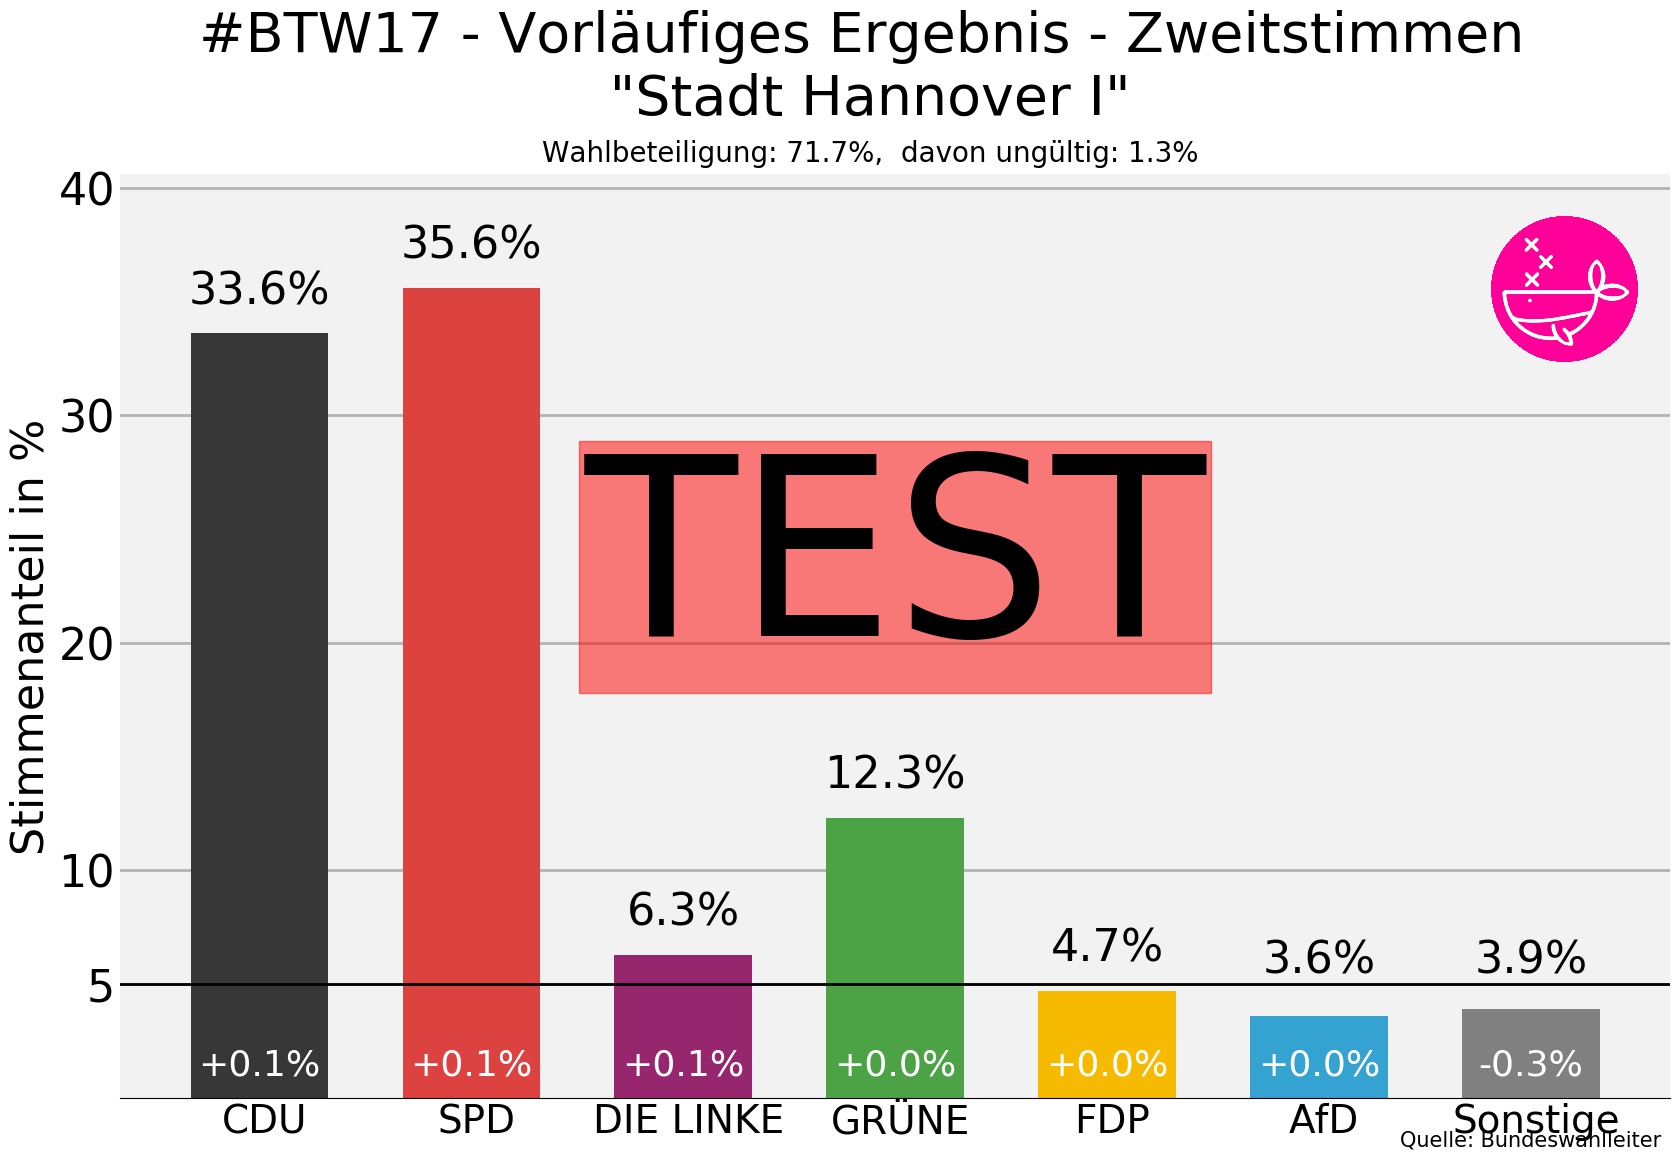 #BTW17 - Vorläufiges Ergebnis - Zweitstimmen
"Stadt Hannover I"
Wahlbeteiligung: 71.7%,  davon ungültig: 1.3%
Stimmenanteil in %
40
30
20
10
5
33.6%
35.6%
6.3%
12.3%
4.7%
3.6%
3.9%
TEST
+0.1%
+0.1%
+0.1%
+0.0%
+0.0%
+0.0%
-0.3%
CDU
SPD
DIE LINKE
GRÜNE
FDP
AfD
Sonstige
Quelle: Bundeswahlleiter